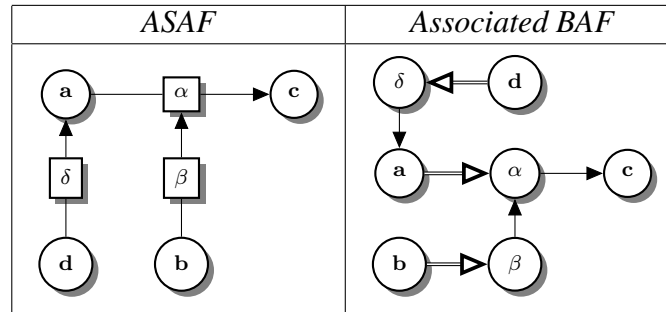 ASAF Associated BAF
a α c δ d
δ β a α c
d b b β